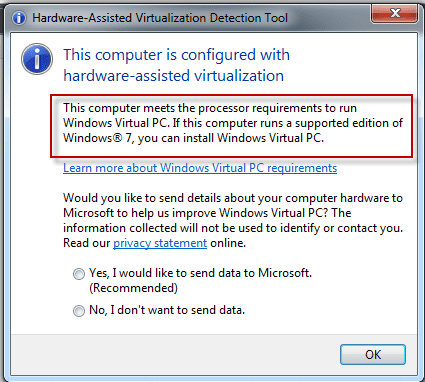 Hardware-Assisted Virtualization Detection Tool
This computer is configured with
hardware-assisted virtualization
This computer meets the processor requirements to run
Windows Virtual PC. If this computer runs a supported edition of
Windows® 7, you can install Windows Virtual PC.
Learn more about Windows Virtual PC requirements
Would you like to send details about your computer hardware to
Microsoft to help us improve Windows Virtual PC? The
information collected will not be used to identify or contact you.
Read our privacy statement online.
Yes, I would like to send data to Microsoft.
(Recommended)
No, I don't want to send data.
OK